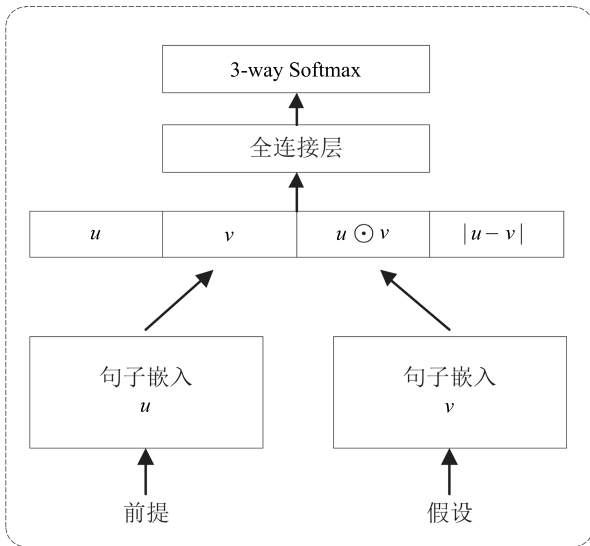 3-way Softmax
全连接层
u v u ⊙ v |u − v|
句子嵌入 句子嵌入
u v
前提 假设